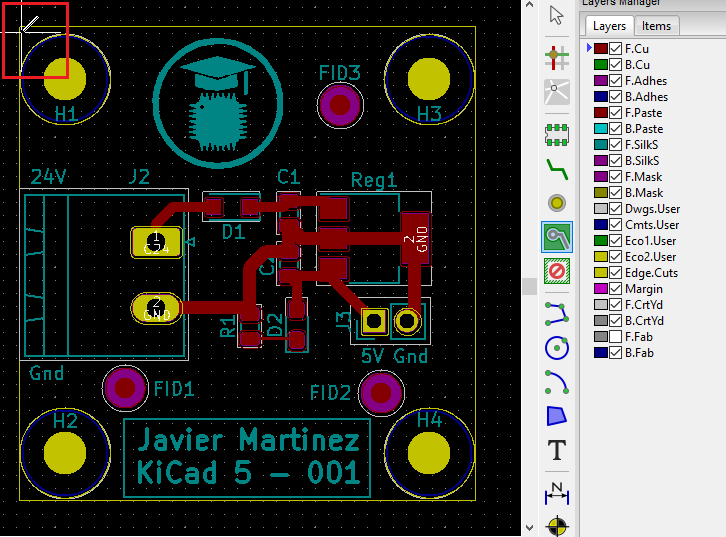 Layers Manager
Layers Items
F.Cu
B.Cu
F.Adhes
B.Adhes
F.Paste
B.Paste
F.SilkS
B.SilkS
F.Mask
B.Mask
Dwgs.User
Cmts.User
Eco1.User
Eco2.User
Edge.Cuts
Margin
F.CrtYd
B.CrtYd
F.Fab
B.Fab
H1
FID3
H3
24V J2 C1 Reg1
D1
1
2
GND
2
GND
R1 D2 J3
5V Gnd
Gnd
FID1 FID2
H2 H4
Javier Martinez
KiCad 5 - 001
T
N